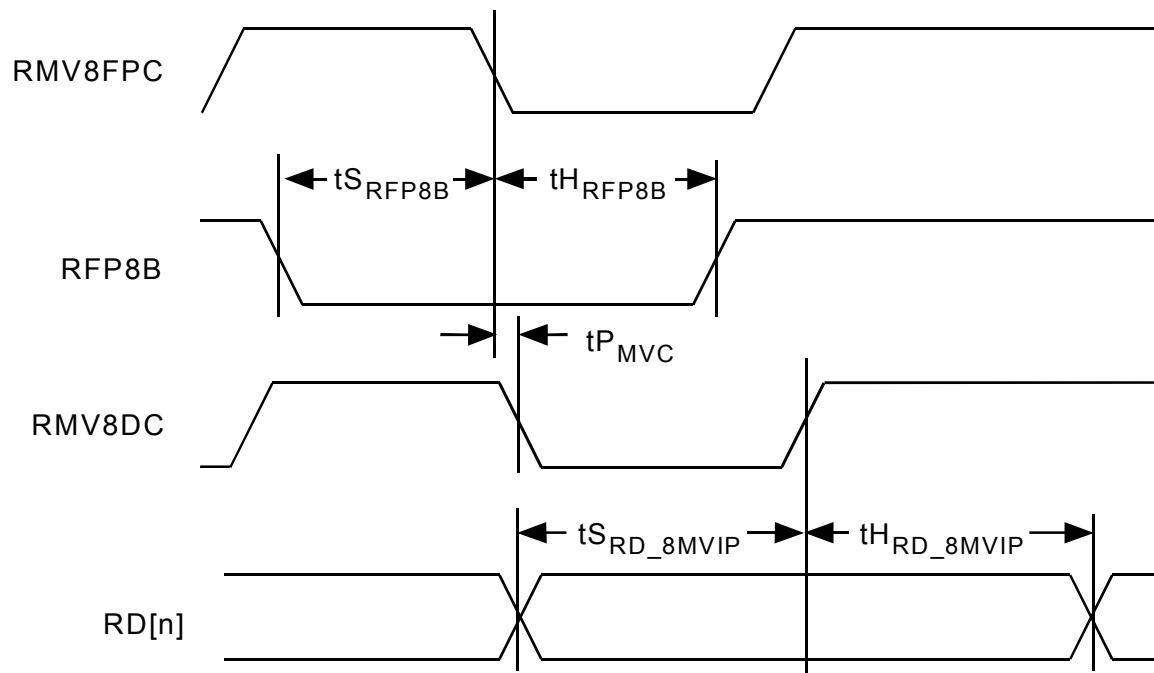 RMV8FPC
tS_RFP8B tH_RFP8B
RFP8B
tP_MVC
RMV8DC
tS_RD_8MVIP tH_RD_8MVIP
RD[n]